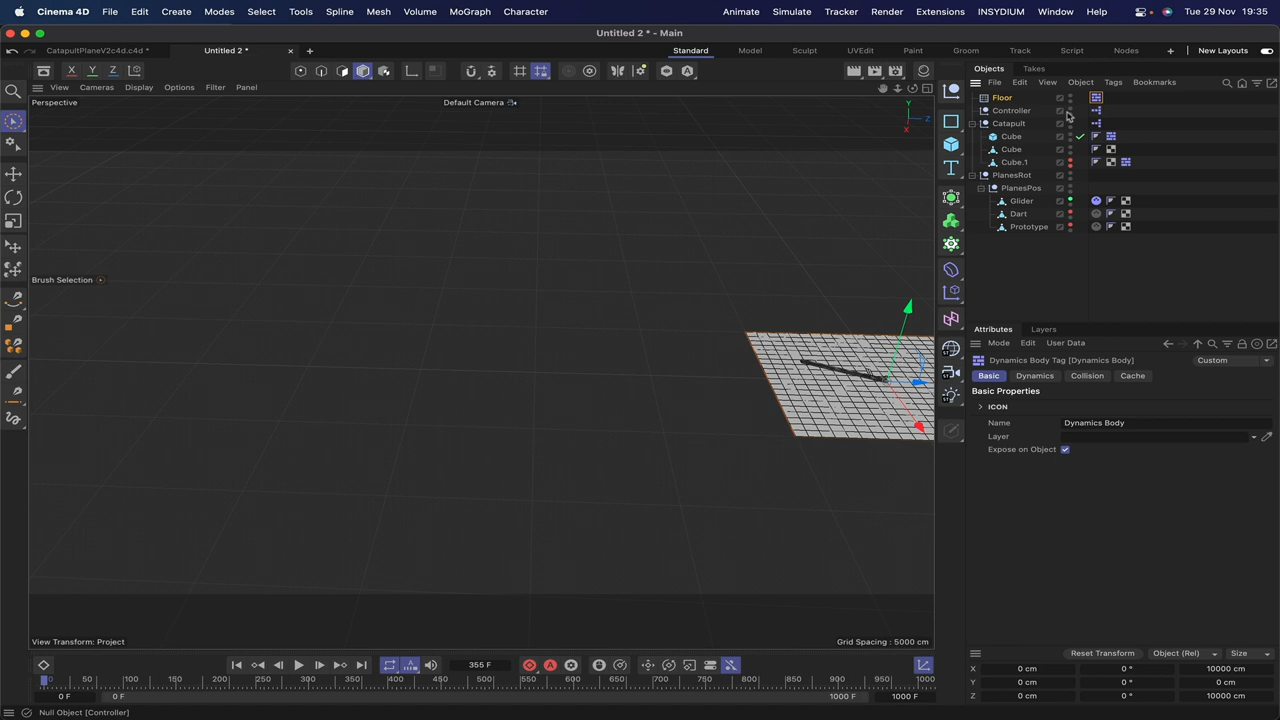 Cinema 4D File Edit Create Modes Select Tools Spline Mesh Volume MoGraph Character Animate Simulate Tracker Render Extensions INSYDIUM Window Help Tue 29 Nov 19:35
Untitled 2 * - Main
CatapultPlaneV2c4d.c4d * Untitled 2 * × + Standard Model Sculpt UVEdit Paint Groom Track Script Nodes + New Layouts
X Y Z
Objects Takes
View Cameras Display Options Filter Panel
File Edit View Object Tags Bookmarks
Perspective Default Camera
Y Z X
Floor
Controller
Catapult
Cube
Cube
Cube.1
PlanesRot
PlanesPos
Glider
Dart
Prototype
Brush Selection
Attributes Layers
Mode Edit User Data
Dynamics Body Tag [Dynamics Body] Custom
Basic Dynamics Collision Cache
Basic Properties
ICON
Name Dynamics Body
Layer
Expose on Object
View Transform: Project Grid Spacing : 5000 cm
Reset Transform Object (Rel) Size
355 F
0 50 100 150 200 250 300 350 400 450 500 550 600 650 700 750 800 850 900 950 1000
0 F 0 F 1000 F 1000 F
X 0 cm 0 ° 10000 cm
Y 0 cm 0 ° 0 cm
Z 0 cm 0 ° 10000 cm
Null Object [Controller]